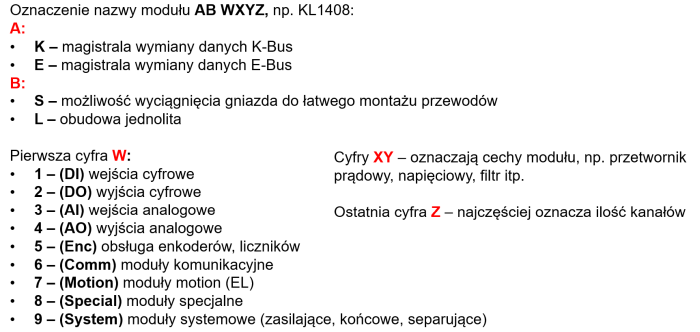 Oznaczenie nazwy modułu AB WXYZ, np. KL1408:
A:
• K – magistrala wymiany danych K-Bus
• E – magistrala wymiany danych E-Bus
B:
• S – możliwość wyciągnięcia gniazda do łatwego montażu przewodów
• L – obudowa jednolita
Pierwsza cyfra W:
• 1 – (DI) wejścia cyfrowe
• 2 – (DO) wyjścia cyfrowe
• 3 – (AI) wejścia analogowe
• 4 – (AO) wyjścia analogowe
• 5 – (Enc) obsługa enkoderów, liczników
• 6 – (Comm) moduły komunikacyjne
• 7 – (Motion) moduły motion (EL)
• 8 – (Special) moduły specjalne
• 9 – (System) moduły systemowe (zasilające, końcowe, separujące)
Cyfry XY – oznaczają cechy modułu, np. przetwornik
prądowy, napięciowy, filtr itp.
Ostatnia cyfra Z – najczęściej oznacza ilość kanałów